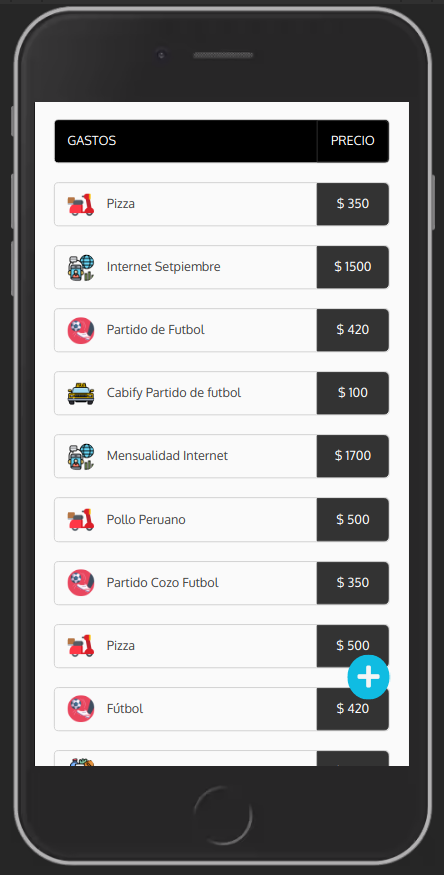 GASTOS PRECIO
Pizza $ 350
Internet Setpiembre $ 1500
Partido de Futbol $ 420
Cabify Partido de futbol $ 100
Mensualidad Internet $ 1700
Pollo Peruano $ 500
Partido Cozo Futbol $ 350
Pizza $ 500
Fútbol $ 420